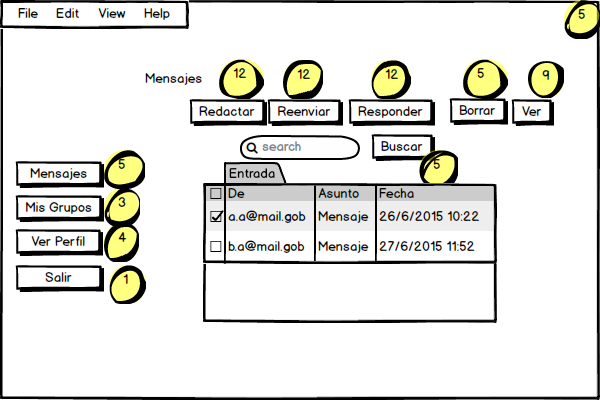 File Edit View Help
5
Mensajes
12 12 12 5 9
Redactar Reenviar Responder Borrar Ver
search Buscar
5
Entrada
De Asunto Fecha
a.a@mail.gob Mensaje 26/6/2015 10:22
b.a@mail.gob Mensaje 27/6/2015 11:52
Mensajes 5
Mis Grupos 3
Ver Perfil 4
Salir 1